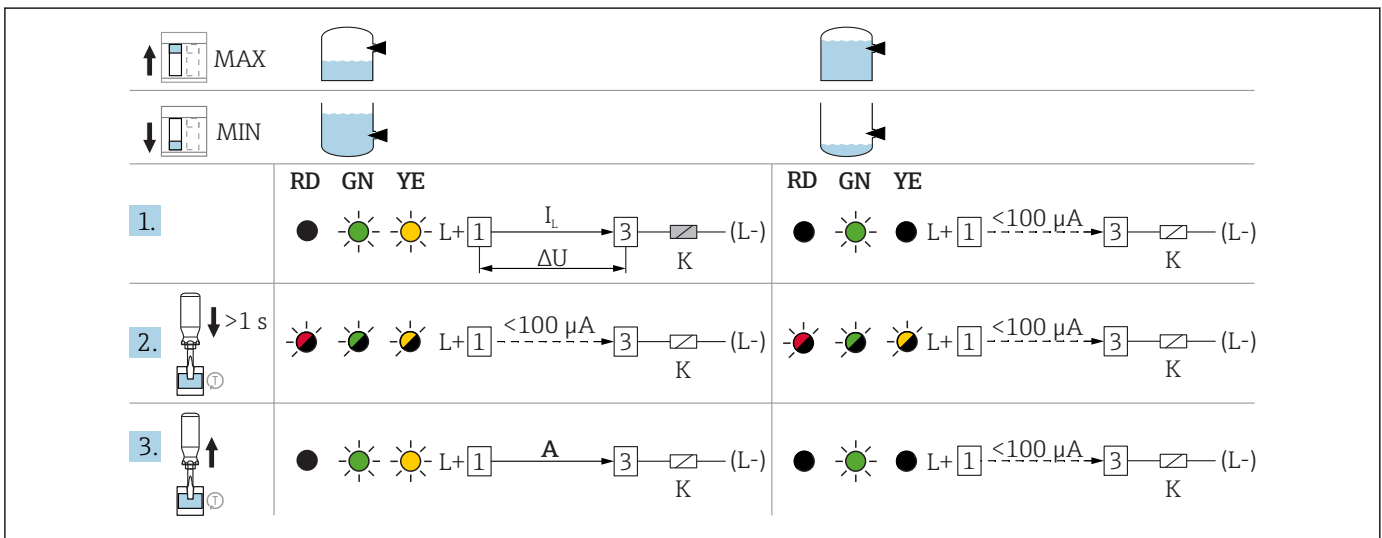 MAX
MIN
RD GN YE RD GN YE
1. L+ 1 I_L 3 (L-) L+ 1 <100 µA 3 (L-)
ΔU K K
2. >1 s L+ 1 <100 µA 3 (L-) L+ 1 <100 µA 3 (L-)
T K K
3. L+ 1 A 3 (L-) L+ 1 <100 µA 3 (L-)
T K K